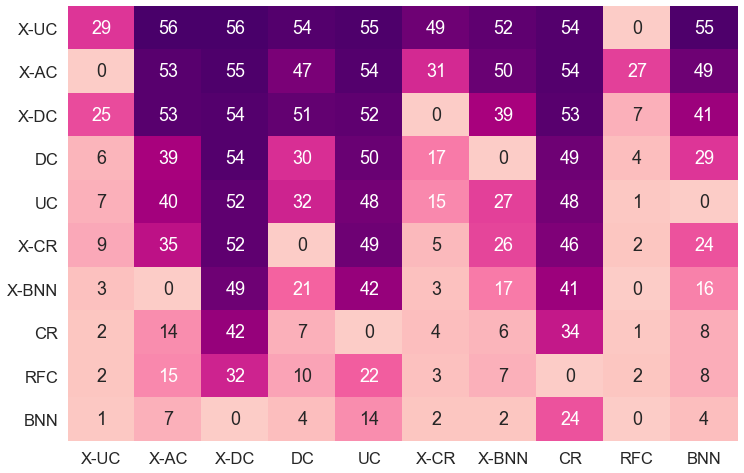 X-UC 29 56 56 54 55 49 52 54 0 55
X-AC 0 53 55 47 54 31 50 54 27 49
X-DC 25 53 54 51 52 0 39 53 7 41
DC 6 39 54 30 50 17 0 49 4 29
UC 7 40 52 32 48 15 27 48 1 0
X-CR 9 35 52 0 49 5 26 46 2 24
X-BNN 3 0 49 21 42 3 17 41 0 16
CR 2 14 42 7 0 4 6 34 1 8
RFC 2 15 32 10 22 3 7 0 2 8
BNN 1 7 0 4 14 2 2 24 0 4
X-UC X-AC X-DC DC UC X-CR X-BNN CR RFC BNN